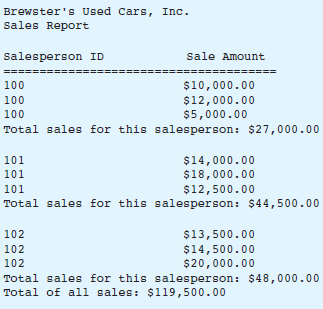 Brewster's Used Cars, Inc.
Sales Report
Salesperson ID Sale Amount
=====================================
100 $10,000.00
100 $12,000.00
100 $5,000.00
Total sales for this salesperson: $27,000.00
101 $14,000.00
101 $18,000.00
101 $12,500.00
Total sales for this salesperson: $44,500.00
102 $13,500.00
102 $14,500.00
102 $20,000.00
Total sales for this salesperson: $48,000.00
Total of all sales: $119,500.00